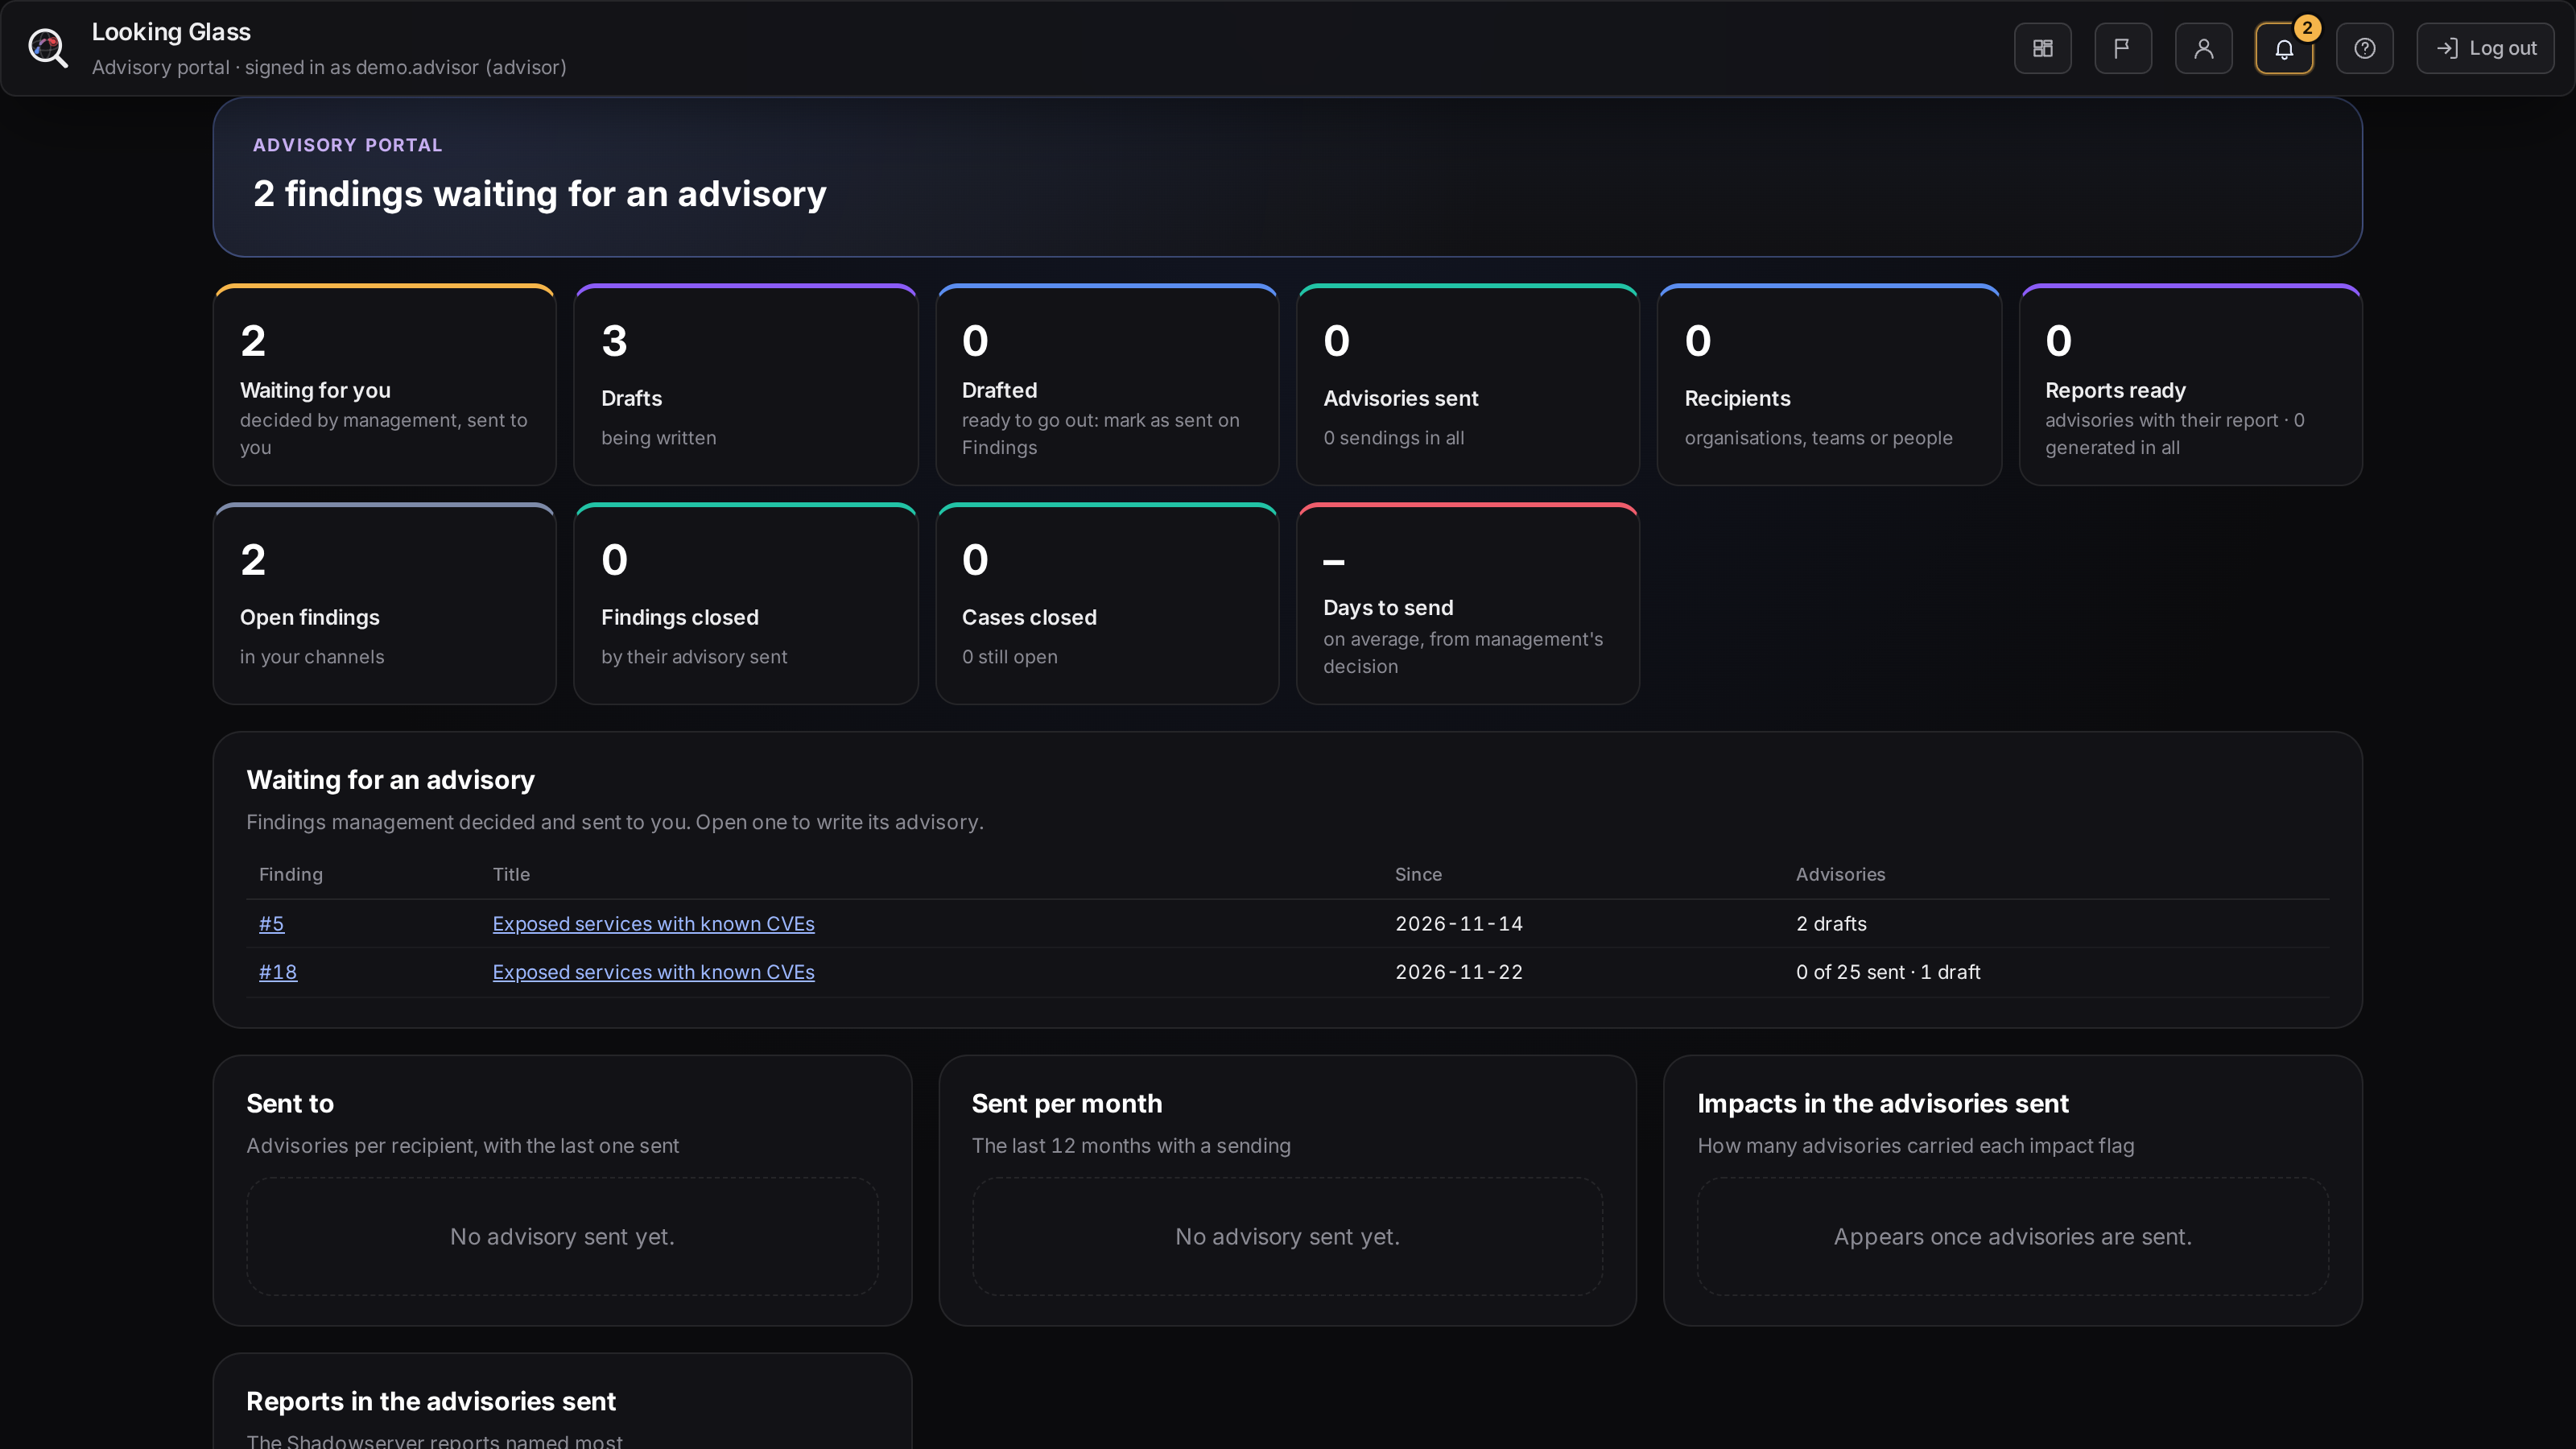 Looking Glass
Advisory portal · signed in as demo.advisor (advisor)
2
Log out
ADVISORY PORTAL
2 findings waiting for an advisory
2
Waiting for you
decided by management, sent to
you
3
Drafts
being written
0
Drafted
ready to go out: mark as sent on
Findings
0
Advisories sent
0 sendings in all
0
Recipients
organisations, teams or people
0
Reports ready
advisories with their report · 0
generated in all
2
Open findings
in your channels
0
Findings closed
by their advisory sent
0
Cases closed
0 still open
–
Days to send
on average, from management's
decision
Waiting for an advisory
Findings management decided and sent to you. Open one to write its advisory.
Finding Title Since Advisories
#5 Exposed services with known CVEs 2026-11-14 2 drafts
#18 Exposed services with known CVEs 2026-11-22 0 of 25 sent · 1 draft
Sent to
Advisories per recipient, with the last one sent
No advisory sent yet.
Sent per month
The last 12 months with a sending
No advisory sent yet.
Impacts in the advisories sent
How many advisories carried each impact flag
Appears once advisories are sent.
Reports in the advisories sent
The Shadowserver reports named most